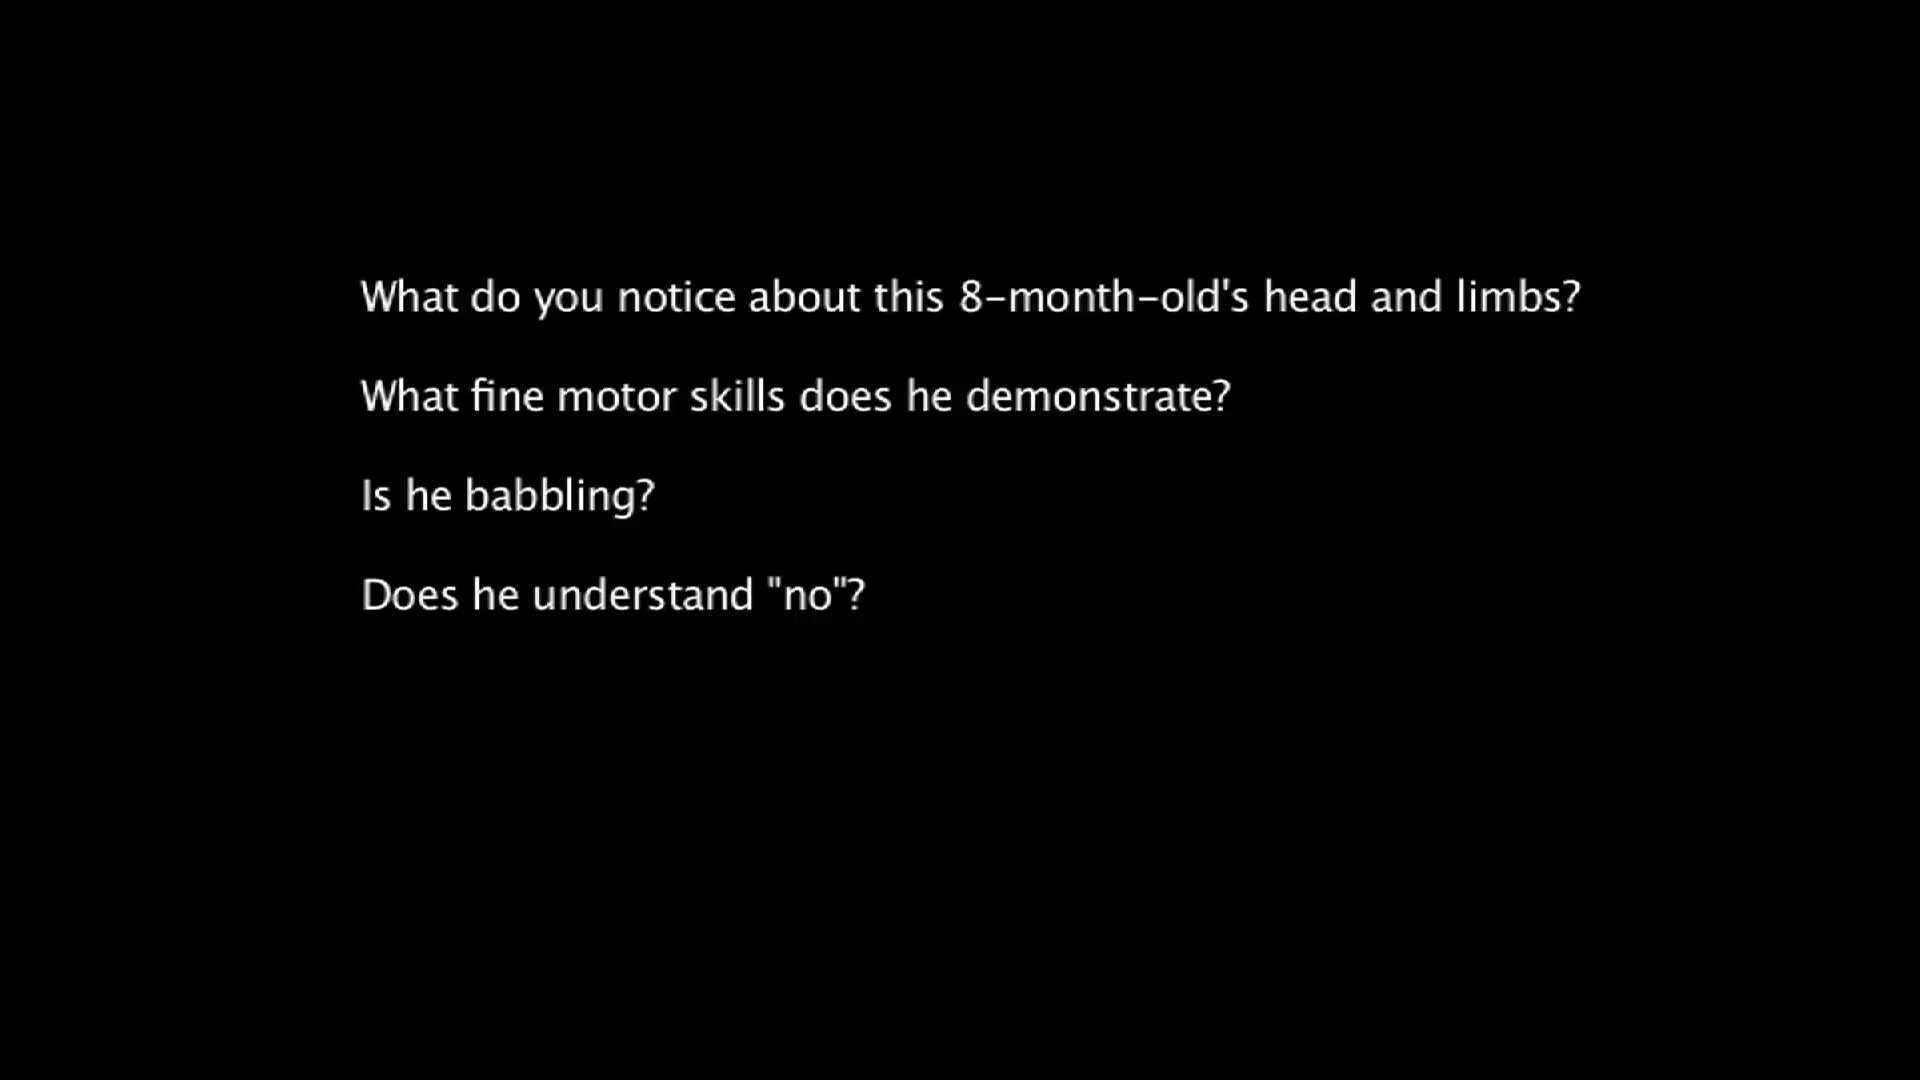 What do you notice about this 8-month-old's head and limbs?
What fine motor skills does he demonstrate?
Is he babbling?
Does he understand "no"?